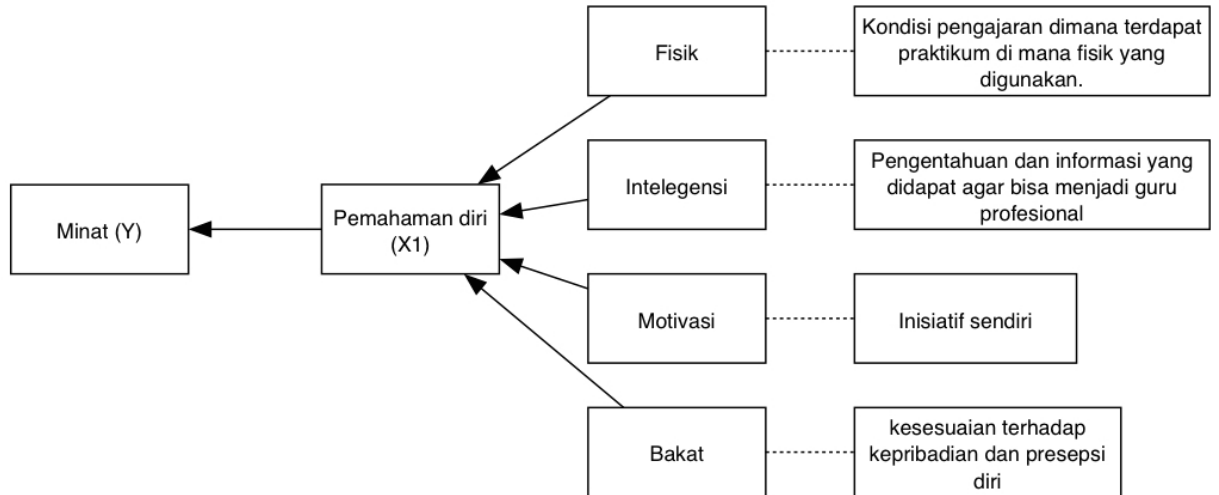 Fisik
Kondisi pengajaran dimana terdapat
praktikum di mana fisik yang
digunakan.
Intelegensi
Pengentahuan dan informasi yang
didapat agar bisa menjadi guru
profesional
Minat (Y)
Pemahaman diri
(X1)
Motivasi
Inisiatif sendiri
Bakat
kesesuaian terhadap
kepribadian dan presepsi
diri